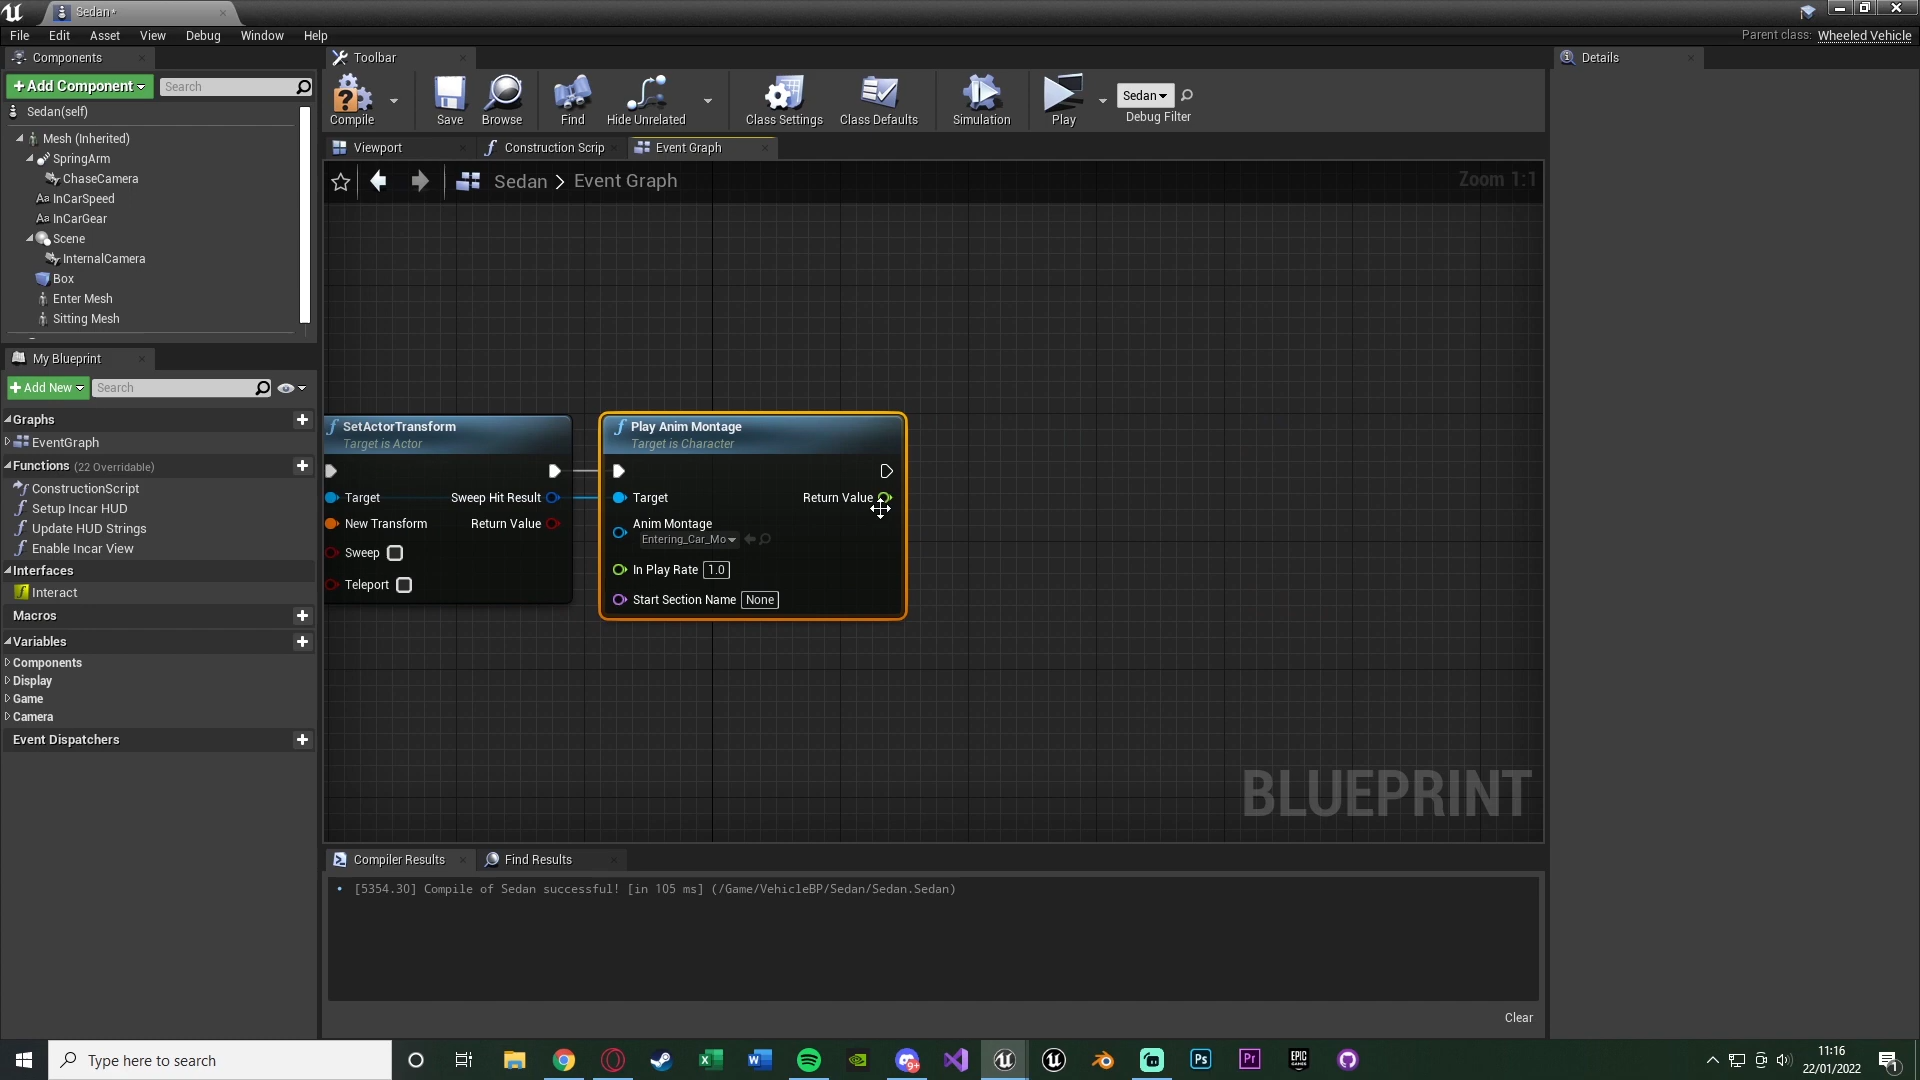 Sedan*
File Edit Asset View Debug Window Help
Parent class: Wheeled Vehicle
Components
+Add Component
Search
Sedan(self)
Mesh (Inherited)
SpringArm
ChaseCamera
InCarSpeed
InCarGear
Scene
InternalCamera
Box
Enter Mesh
Sitting Mesh
My Blueprint
+Add New
Search
Graphs
EventGraph
Functions (22 Overridable)
ConstructionScript
Setup Incar HUD
Update HUD Strings
Enable Incar View
Interfaces
Interact
Macros
Variables
Components
Display
Game
Camera
Event Dispatchers
Toolbar
Compile
Save
Browse
Find
Hide Unrelated
Class Settings
Class Defaults
Simulation
Play
Sedan
Debug Filter
Viewport
Construction Scrip
Event Graph
Sedan > Event Graph
Zoom 1:1
SetActorTransform
Target is Actor
Target
Sweep Hit Result
New Transform
Return Value
Sweep
Teleport
Play Anim Montage
Target is Character
Target
Return Value
Anim Montage
Entering_Car_Mo
In Play Rate 1.0
Start Section Name None
BLUEPRINT
Compiler Results
Find Results
[5354.30] Compile of Sedan successful! [in 105 ms] (/Game/VehicleBP/Sedan/Sedan.Sedan)
Clear
Details
Type here to search
11:16
22/01/2022